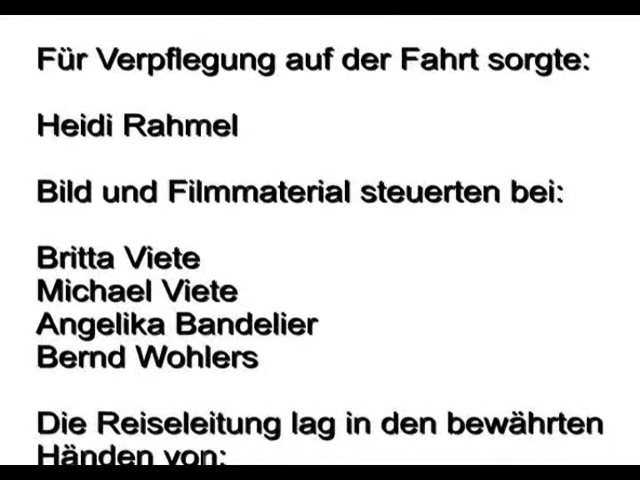 Für Verpflegung auf der Fahrt sorgte:
Heidi Rahmel
Bild und Filmmaterial steuerten bei:
Britta Viete
Michael Viete
Angelika Bandelier
Bernd Wohlers
Die Reiseleitung lag in den bewährten
Händen von: